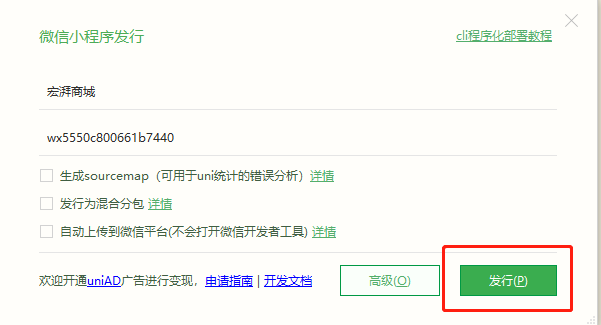 微信小程序发行
cli程序化部署教程
宏湃商城
wx5550c800661b7440
生成sourcemap（可用于uni统计的错误分析）详情
发行为混合分包 详情
自动上传到微信平台(不会打开微信开发者工具) 详情
欢迎开通uniAD广告进行变现，申请指南 | 开发文档
高级(O)
发行(P)